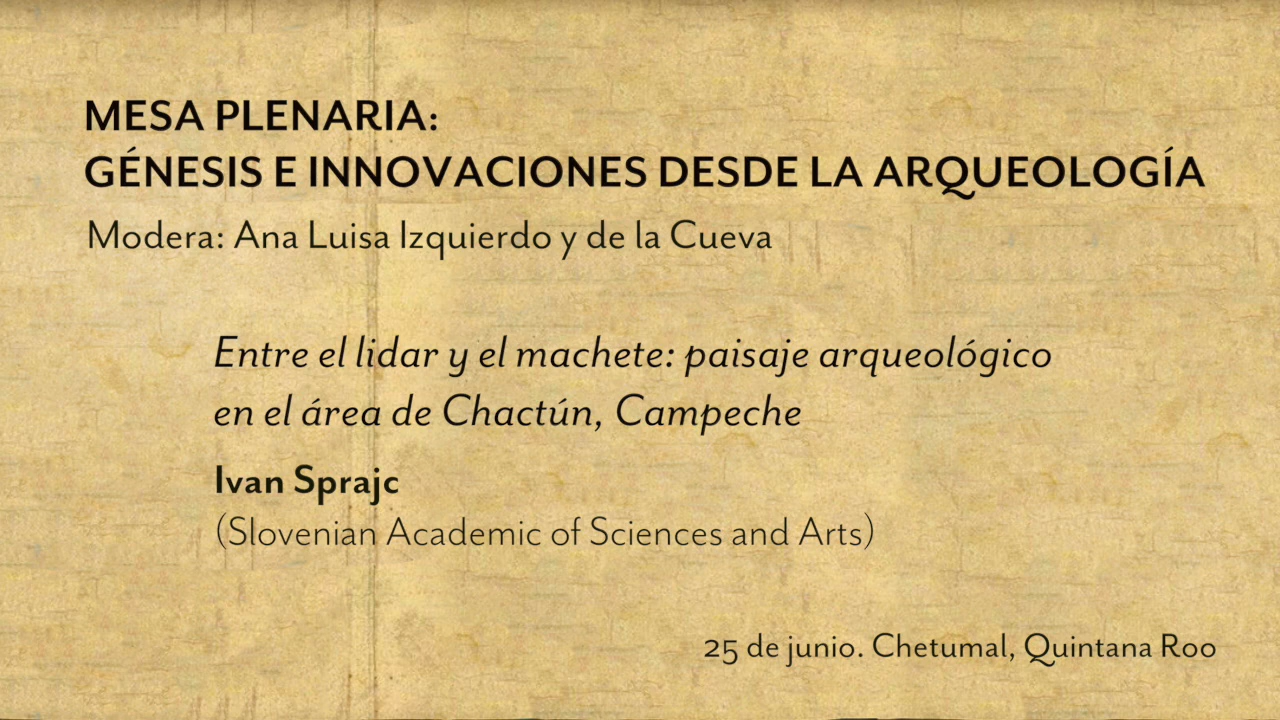 MESA PLENARIA:
GÉNESIS E INNOVACIONES DESDE LA ARQUEOLOGÍA
Modera: Ana Luisa Izquierdo y de la Cueva
Entre el lidar y el machete: paisaje arqueológico
en el área de Chactún, Campeche
Ivan Sprajc
(Slovenian Academic of Sciences and Arts)
25 de junio. Chetumal, Quintana Roo